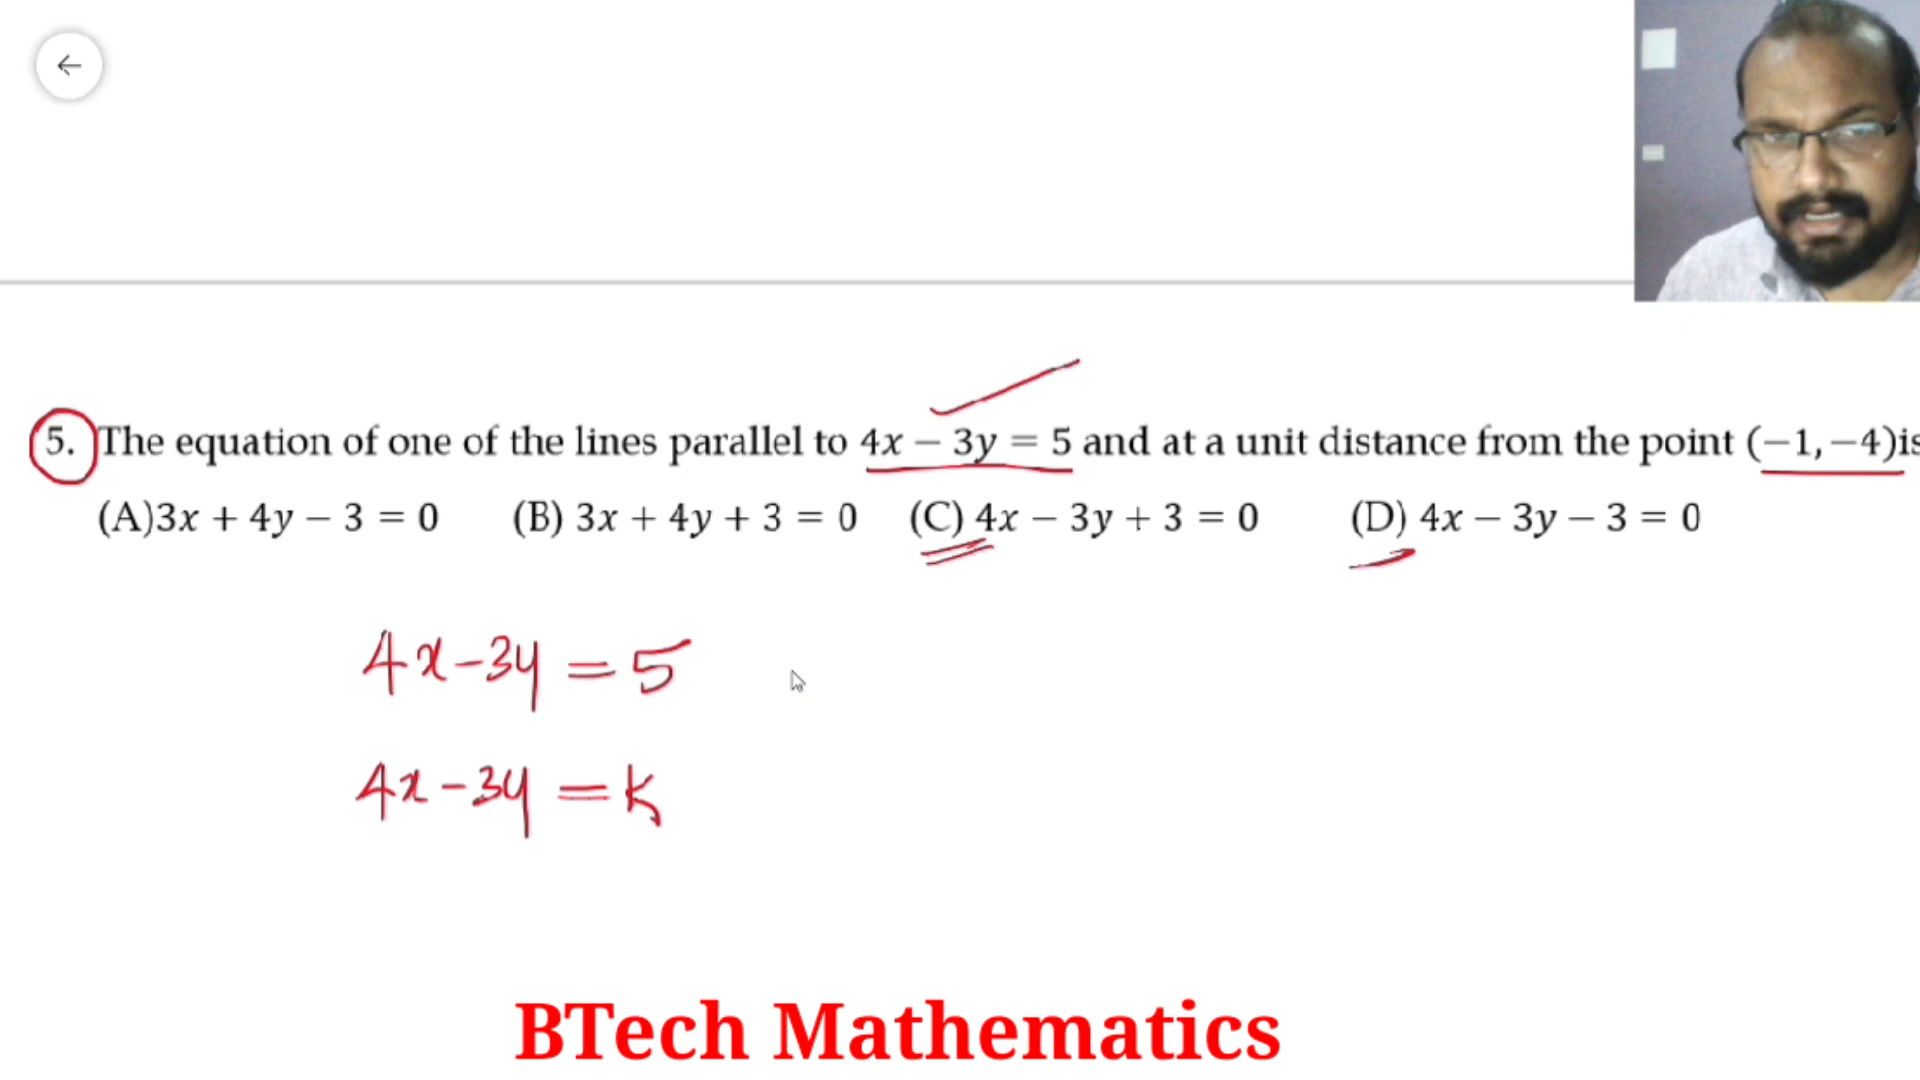 5. The equation of one of the lines parallel to 4x − 3y = 5 and at a unit distance from the point (−1, −4)is
(A)3x + 4y − 3 = 0 (B) 3x + 4y + 3 = 0 (C) 4x − 3y + 3 = 0 (D) 4x − 3y − 3 = 0
4x-3y = 5
4x-3y = k
BTech Mathematics